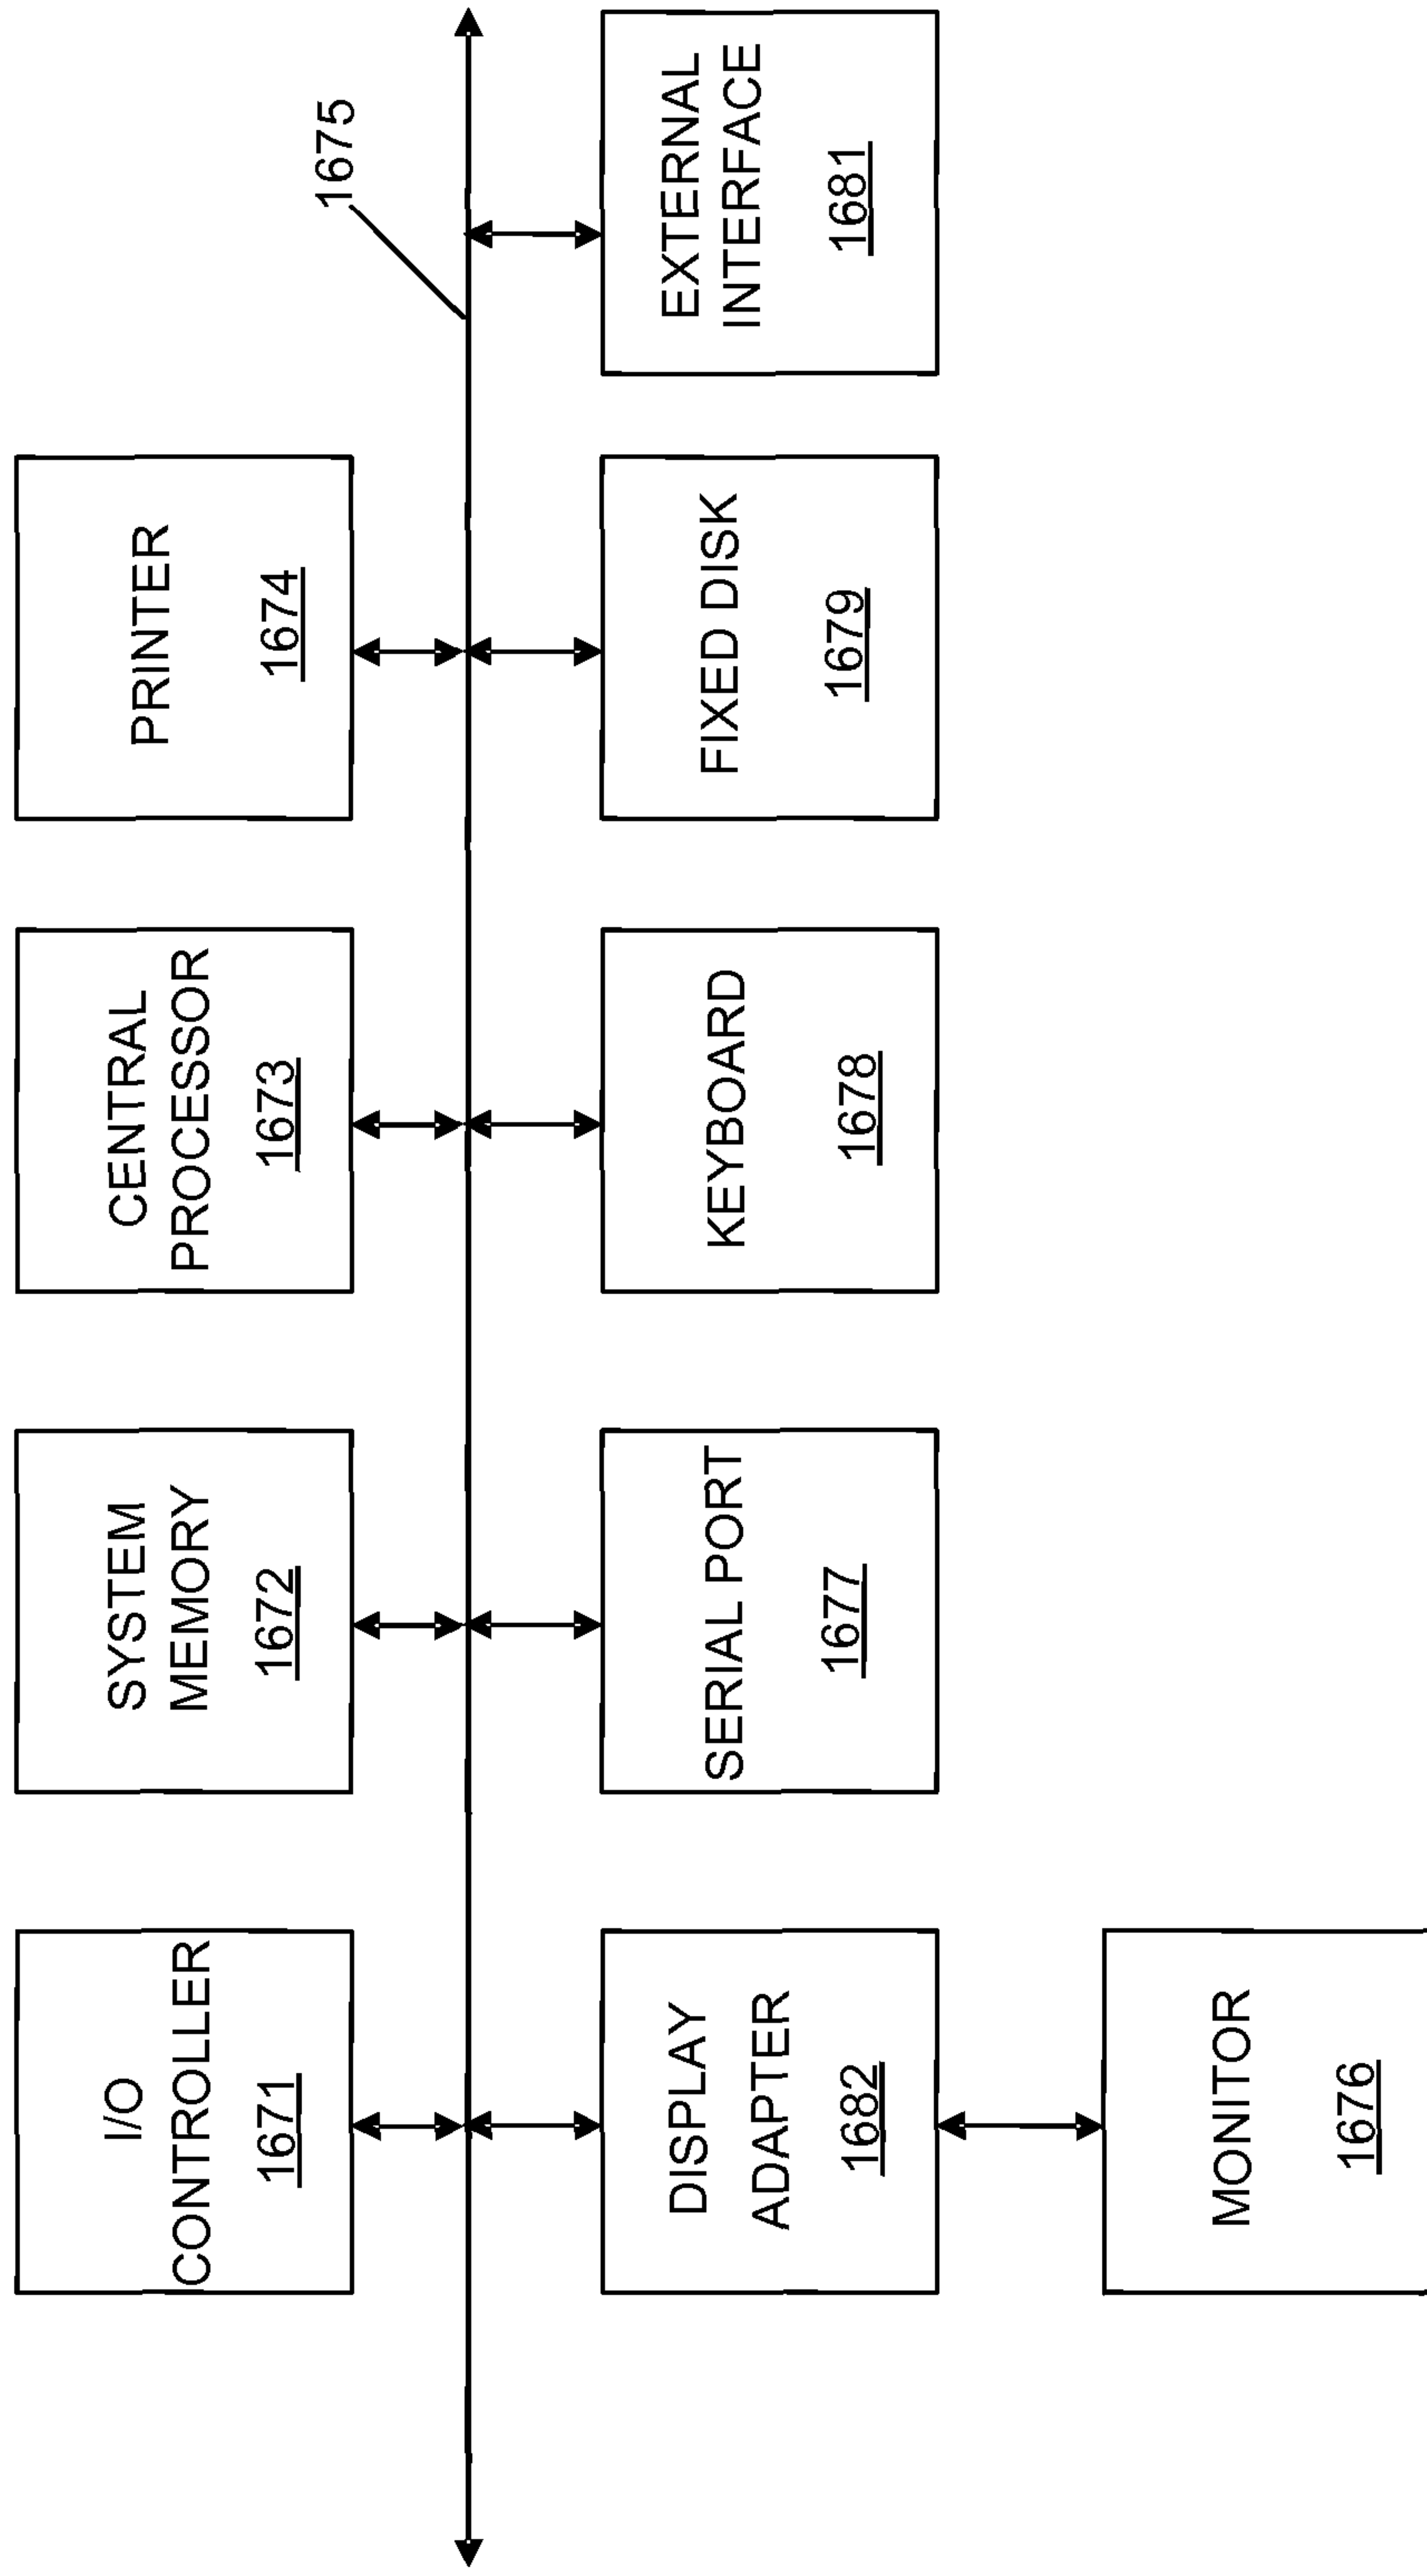 I/O
CONTROLLER
1671
SYSTEM
MEMORY
1672
CENTRAL
PROCESSOR
1673
PRINTER
1674
1675
DISPLAY
ADAPTER
1682
SERIAL PORT
1677
KEYBOARD
1678
FIXED DISK
1679
EXTERNAL
INTERFACE
1681
MONITOR
1676